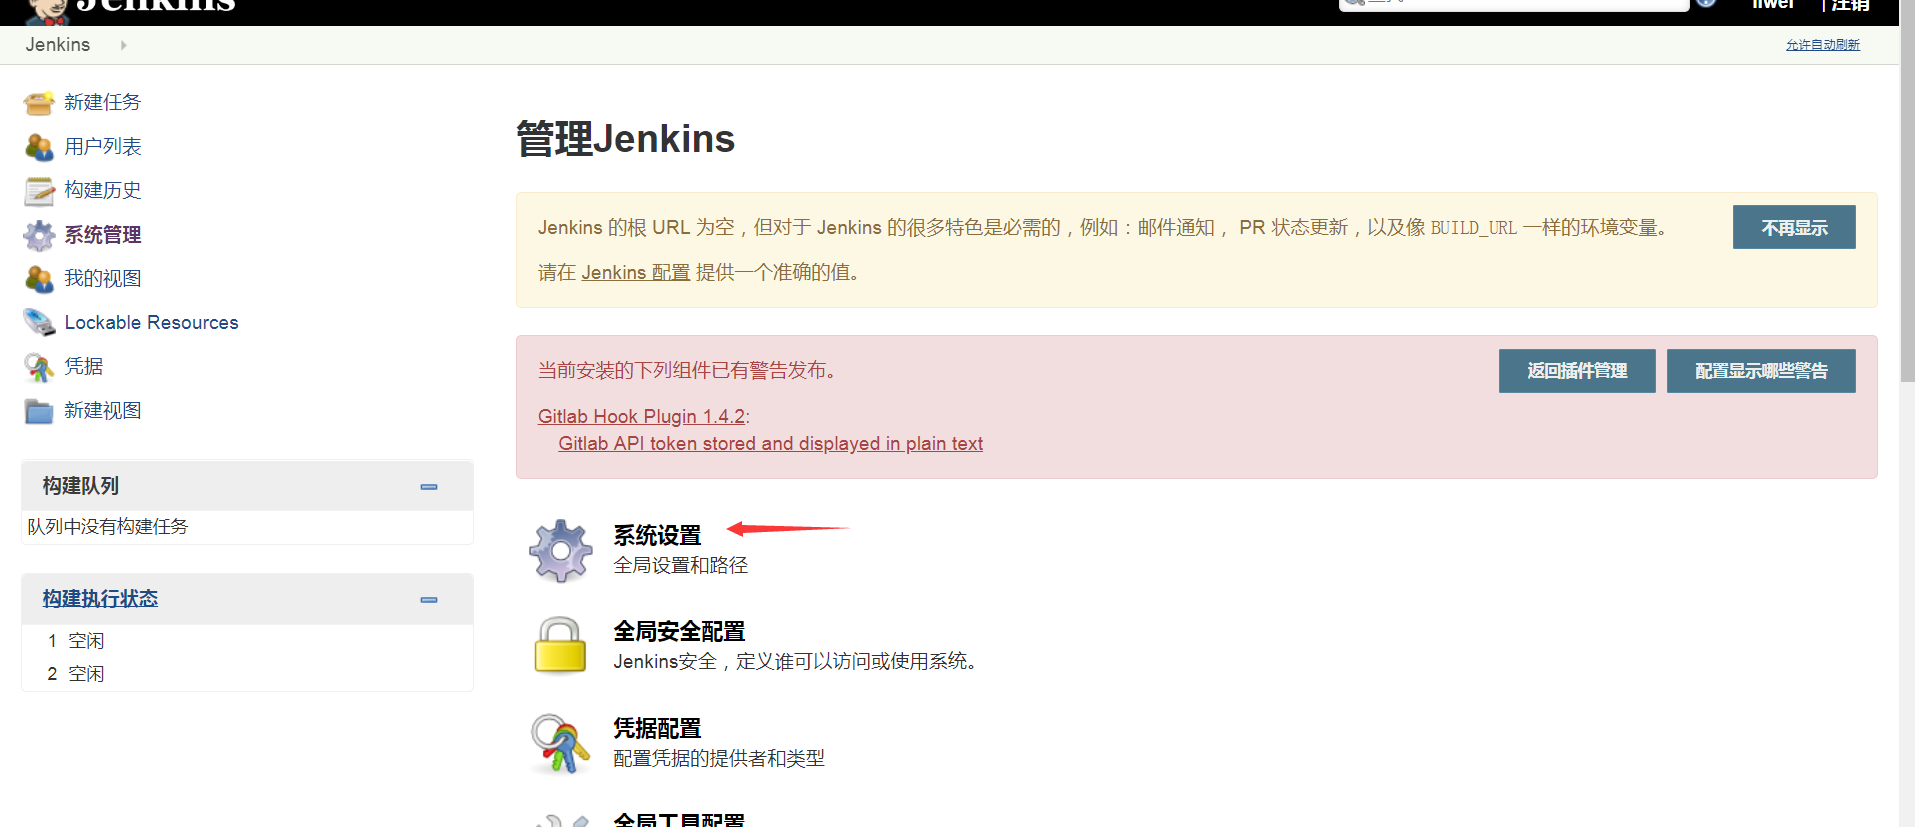 Jenkins
liwei | 注销
Jenkins
允许自动刷新
新建任务
用户列表
构建历史
系统管理
我的视图
Lockable Resources
凭据
新建视图
构建队列
队列中没有构建任务
构建执行状态
1 空闲
2 空闲
管理Jenkins
Jenkins 的根 URL 为空，但对于 Jenkins 的很多特色是必需的，例如：邮件通知， PR 状态更新，以及像 BUILD_URL 一样的环境变量。
不再显示
请在 Jenkins 配置 提供一个准确的值。
当前安装的下列组件已有警告发布。
返回插件管理
配置显示哪些警告
Gitlab Hook Plugin 1.4.2:
Gitlab API token stored and displayed in plain text
系统设置
全局设置和路径
全局安全配置
Jenkins安全，定义谁可以访问或使用系统。
凭据配置
配置凭据的提供者和类型
全局工具配置